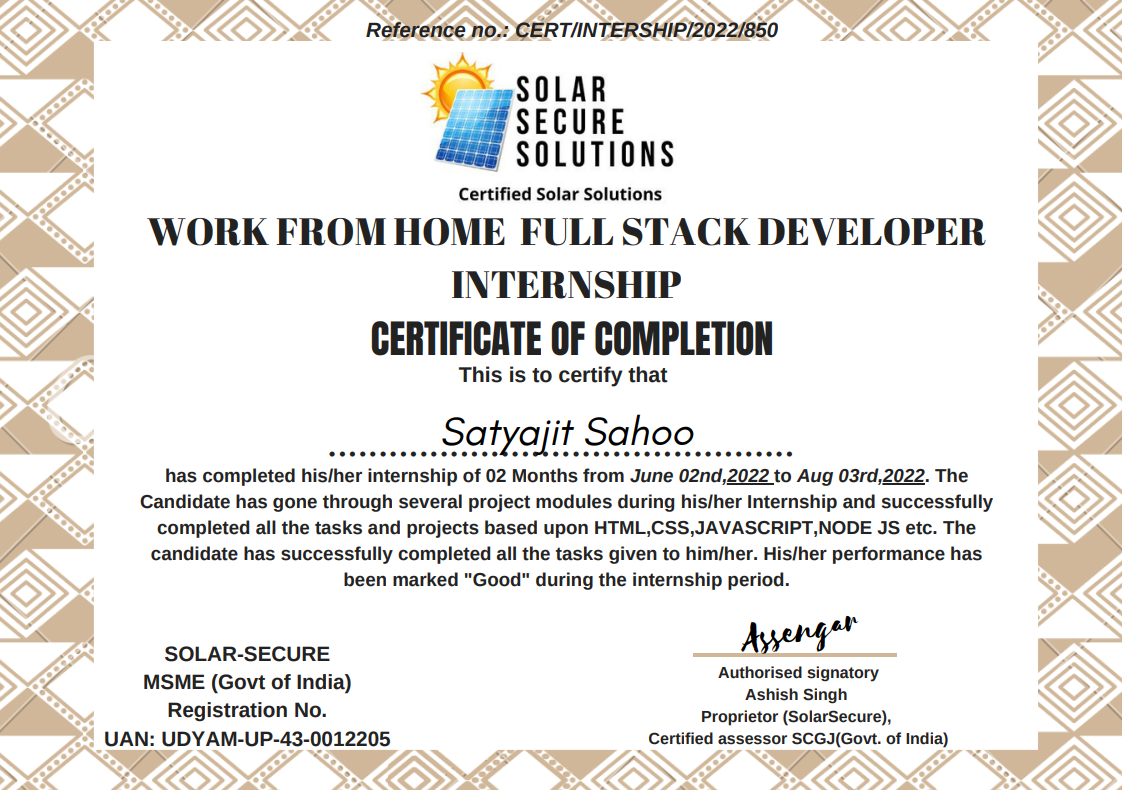 Reference no.: CERT/INTERSHIP/2022/850
SOLAR
SECURE
SOLUTIONS
Certified Solar Solutions
WORK FROM HOME FULL STACK DEVELOPER
INTERNSHIP
CERTIFICATE OF COMPLETION
This is to certify that
Satyajit Sahoo
has completed his/her internship of 02 Months from June 02nd,2022 to Aug 03rd,2022. The
Candidate has gone through several project modules during his/her Internship and successfully
completed all the tasks and projects based upon HTML,CSS,JAVASCRIPT,NODE JS etc. The
candidate has successfully completed all the tasks given to him/her. His/her performance has
been marked "Good" during the internship period.
SOLAR-SECURE
MSME (Govt of India)
Registration No.
UAN: UDYAM-UP-43-0012205
Assengar
Authorised signatory
Ashish Singh
Proprietor (SolarSecure),
Certified assessor SCGJ(Govt. of India)